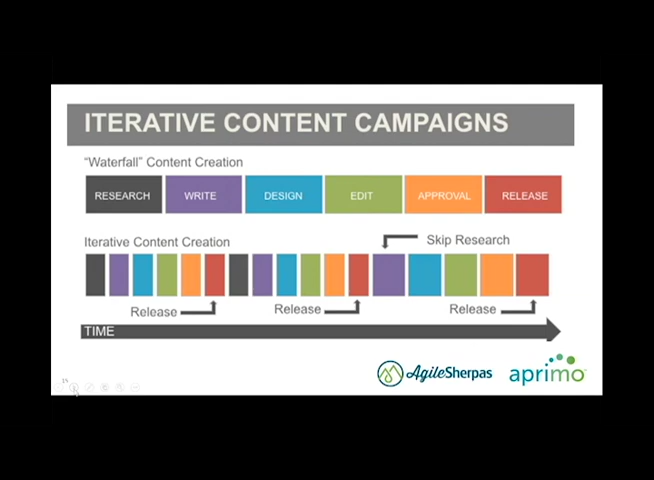 ITERATIVE CONTENT CAMPAIGNS
“Waterfall” Content Creation
RESEARCH WRITE DESIGN EDIT APPROVAL RELEASE
Iterative Content Creation
Skip Research
Release Release Release
TIME
AgileSherpas aprimo